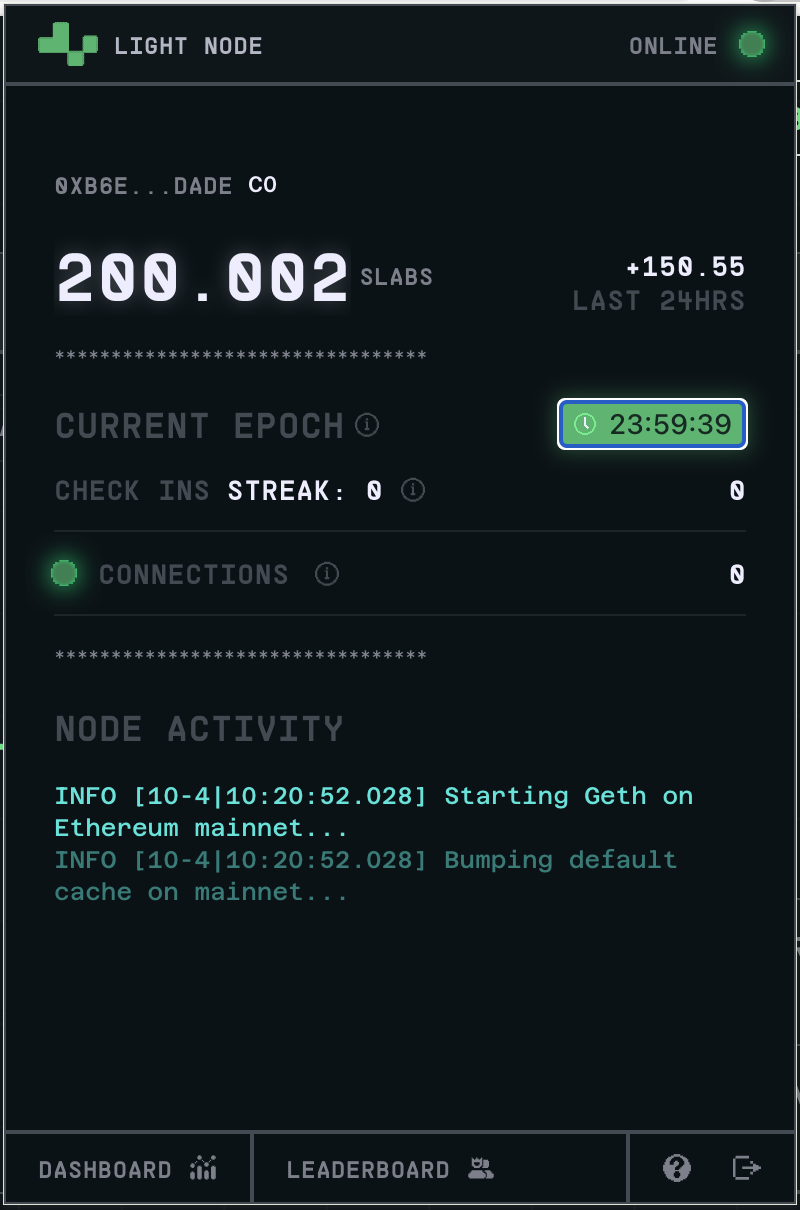 LIGHT NODE
ONLINE
0XB6E...DADE CO
200.002 SLABS
+150.55
LAST 24HRS
*********************************
CURRENT EPOCH
23:59:39
CHECK INS STREAK: 0
0
CONNECTIONS
0
*********************************
NODE ACTIVITY
INFO [10-4|10:20:52.028] Starting Geth on
Ethereum mainnet...
INFO [10-4|10:20:52.028] Bumping default
cache on mainnet...
DASHBOARD
LEADERBOARD